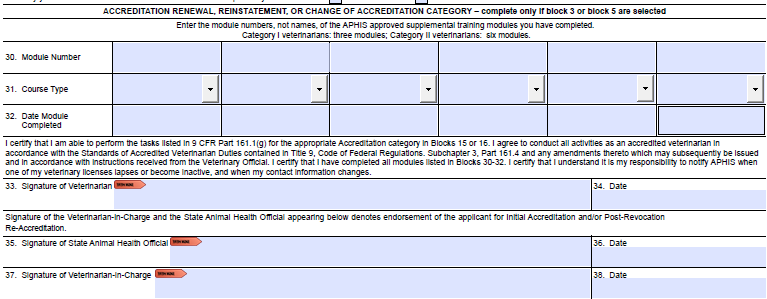 ACCREDITATION RENEWAL, REINSTATEMENT, OR CHANGE OF ACCREDITATION CATEGORY – complete only if block 3 or block 5 are selected
Enter the module numbers, not names, of the APHIS approved supplemental training modules you have completed.
Category I veterinarians: three modules; Category II veterinarians: six modules.
30. Module Number
31. Course Type
32. Date Module
Completed
I certify that I am able to perform the tasks listed in 9 CFR Part 161.1(g) for the appropriate Accreditation category in Blocks 15 or 16. I agree to conduct all activities as an accredited veterinarian in
accordance with the Standards of Accredited Veterinarian Duties contained in Title 9, Code of Federal Regulations, Subchapter 3, Part 161.4 and any amendments thereto which may subsequently be issued
and in accordance with instructions received from the Veterinary Official. I certify that I have completed all modules listed in Blocks 30-32. I certify that I understand it is my responsibility to notify APHIS when
one of my veterinary licenses lapses or become inactive, and when my contact information changes.
33. Signature of Veterinarian
34. Date
Signature of the Veterinarian-in-Charge and the State Animal Health Official appearing below denotes endorsement of the applicant for Initial Accreditation and/or Post-Revocation
Re-Accreditation.
35. Signature of State Animal Health Official
36. Date
37. Signature of Veterinarian-in-Charge
38. Date